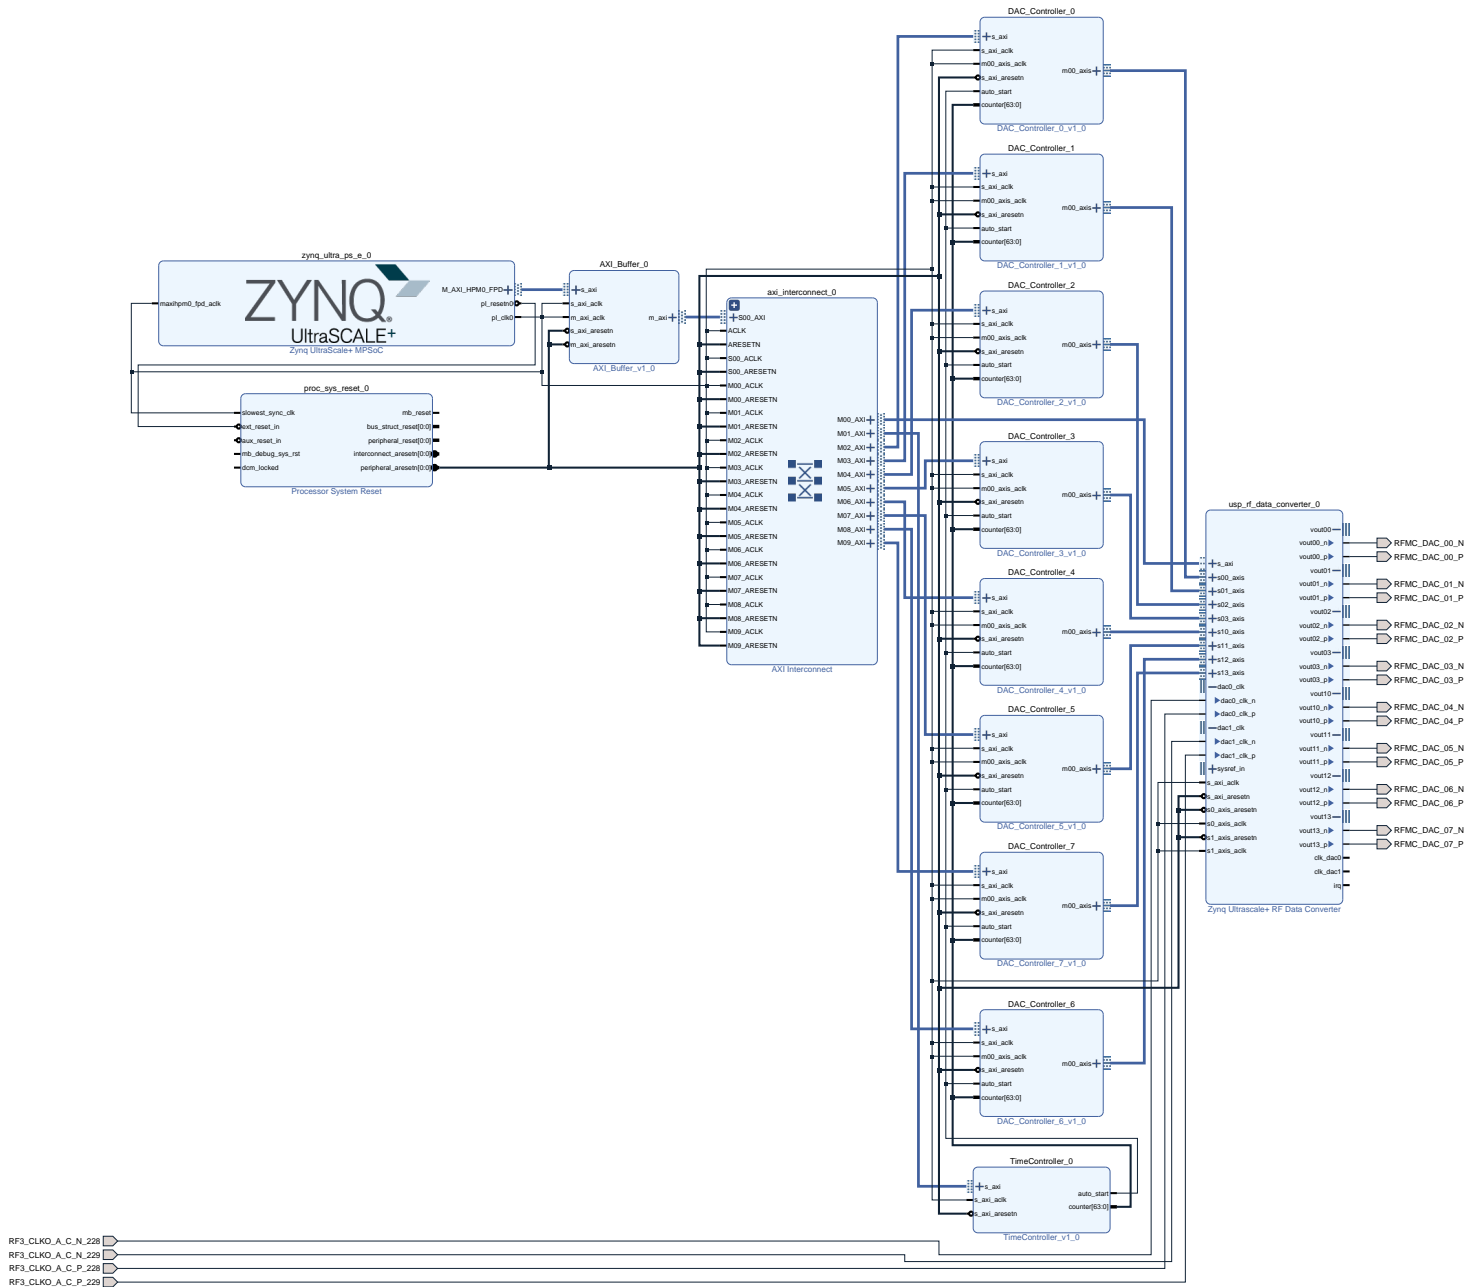 zynq_ultra_ps_e_0
maxihpm0_fpd_aclk
ZYNQ®
UltraSCALE+
M_AXI_HPM0_FPD
pl_resetn0
pl_clk0
Zynq UltraScale+ MPSoC
proc_sys_reset_0
slowest_sync_clk
ext_reset_in
aux_reset_in
mb_debug_sys_rst
dcm_locked
mb_reset
bus_struct_reset[0:0]
peripheral_reset[0:0]
interconnect_aresetn[0:0]
peripheral_aresetn[0:0]
Processor System Reset
AXI_Buffer_0
s_axi
s_axi_aclk
m_axi_aclk
s_axi_aresetn
m_axi_aresetn
m_axi
AXI_Buffer_v1_0
axi_interconnect_0
S00_AXI
ACLK
ARESETN
S00_ACLK
S00_ARESETN
M00_ACLK
M00_ARESETN
M01_ACLK
M01_ARESETN
M02_ACLK
M02_ARESETN
M03_ACLK
M03_ARESETN
M04_ACLK
M04_ARESETN
M05_ACLK
M05_ARESETN
M06_ACLK
M06_ARESETN
M07_ACLK
M07_ARESETN
M08_ACLK
M08_ARESETN
M09_ACLK
M09_ARESETN
M00_AXI
M01_AXI
M02_AXI
M03_AXI
M04_AXI
M05_AXI
M06_AXI
M07_AXI
M08_AXI
M09_AXI
AXI Interconnect
DAC_Controller_0
s_axi
s_axi_aclk
m00_axis_aclk
s_axi_aresetn
auto_start
counter[63:0]
m00_axis
DAC_Controller_0_v1_0
DAC_Controller_1
s_axi
s_axi_aclk
m00_axis_aclk
s_axi_aresetn
auto_start
counter[63:0]
m00_axis
DAC_Controller_1_v1_0
DAC_Controller_2
s_axi
s_axi_aclk
m00_axis_aclk
s_axi_aresetn
auto_start
counter[63:0]
m00_axis
DAC_Controller_2_v1_0
DAC_Controller_3
s_axi
s_axi_aclk
m00_axis_aclk
s_axi_aresetn
auto_start
counter[63:0]
m00_axis
DAC_Controller_3_v1_0
DAC_Controller_4
s_axi
s_axi_aclk
m00_axis_aclk
s_axi_aresetn
auto_start
counter[63:0]
m00_axis
DAC_Controller_4_v1_0
DAC_Controller_5
s_axi
s_axi_aclk
m00_axis_aclk
s_axi_aresetn
auto_start
counter[63:0]
m00_axis
DAC_Controller_5_v1_0
DAC_Controller_7
s_axi
s_axi_aclk
m00_axis_aclk
s_axi_aresetn
auto_start
counter[63:0]
m00_axis
DAC_Controller_7_v1_0
DAC_Controller_6
s_axi
s_axi_aclk
m00_axis_aclk
s_axi_aresetn
auto_start
counter[63:0]
m00_axis
DAC_Controller_6_v1_0
TimeController_0
s_axi
s_axi_aclk
s_axi_aresetn
auto_start
counter[63:0]
TimeController_v1_0
usp_rf_data_converter_0
s_axi
s00_axis
s01_axis
s02_axis
s03_axis
s10_axis
s11_axis
s12_axis
s13_axis
dac0_clk
dac0_clk_n
dac0_clk_p
dac1_clk
dac1_clk_n
dac1_clk_p
sysref_in
s_axi_aclk
s_axi_aresetn
s0_axis_aresetn
s0_axis_aclk
s1_axis_aresetn
s1_axis_aclk
vout00
vout00_n
vout00_p
vout01
vout01_n
vout01_p
vout02
vout02_n
vout02_p
vout03
vout03_n
vout03_p
vout10
vout10_n
vout10_p
vout11
vout11_n
vout11_p
vout12
vout12_n
vout12_p
vout13
vout13_n
vout13_p
clk_dac0
clk_dac1
irq
Zynq Ultrascale+ RF Data Converter
RFMC_DAC_00_N
RFMC_DAC_00_P
RFMC_DAC_01_N
RFMC_DAC_01_P
RFMC_DAC_02_N
RFMC_DAC_02_P
RFMC_DAC_03_N
RFMC_DAC_03_P
RFMC_DAC_04_N
RFMC_DAC_04_P
RFMC_DAC_05_N
RFMC_DAC_05_P
RFMC_DAC_06_N
RFMC_DAC_06_P
RFMC_DAC_07_N
RFMC_DAC_07_P
RF3_CLKO_A_C_N_228
RF3_CLKO_A_C_N_229
RF3_CLKO_A_C_P_228
RF3_CLKO_A_C_P_229